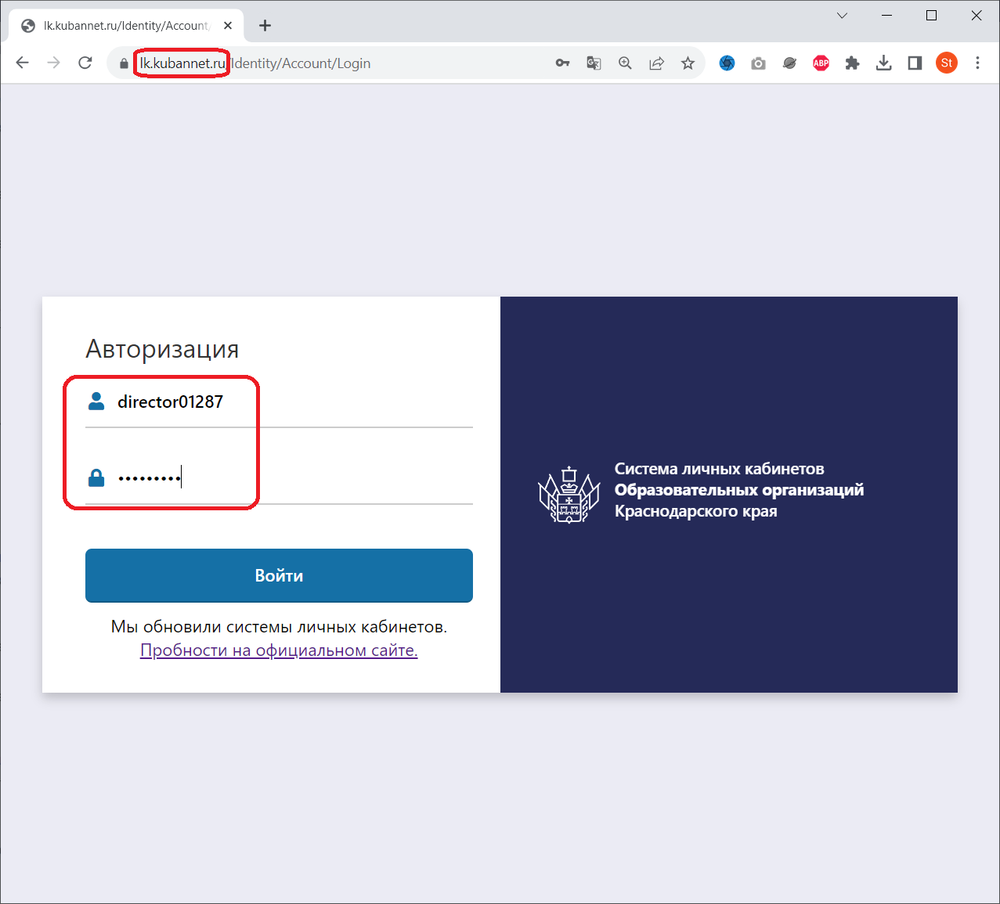 lk.kubannet.ru/Identity/Account/
lk.kubannet.ru/Identity/Account/Login
ABP
St
Авторизация
director01287
•••••••••
Войти
Мы обновили системы личных кабинетов.
Пробности на официальном сайте.
Система личных кабинетов
Образовательных организаций
Краснодарского края